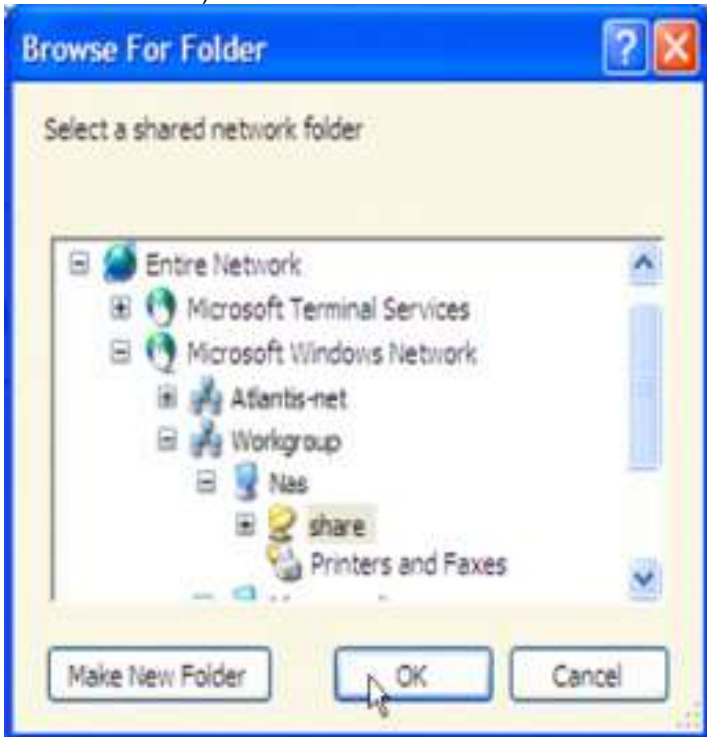 Browse For Folder
Select a shared network folder
Entire Network
Microsoft Terminal Services
Microsoft Windows Network
Atlantis-net
Workgroup
Nas
share
Printers and Faxes
Make New Folder
OK
Cancel